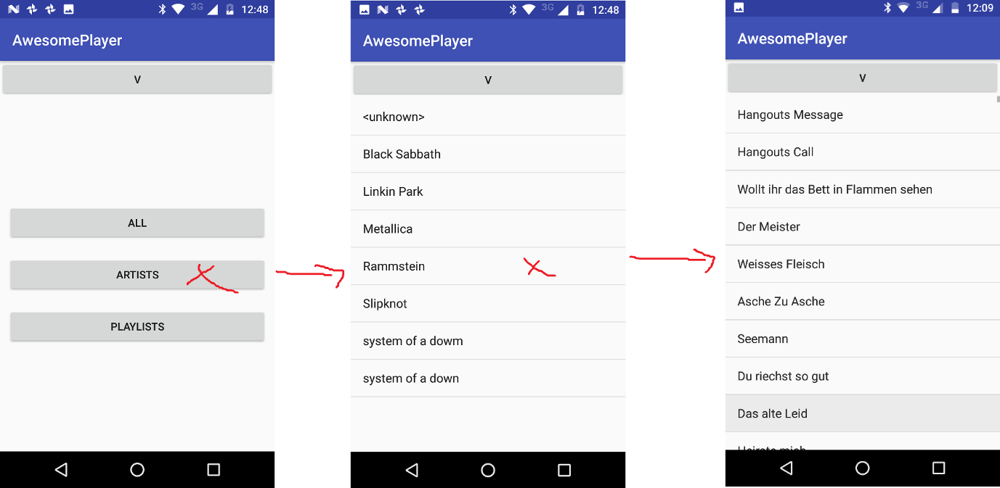 3G 12:48
AwesomePlayer
V
ALL
ARTISTS
PLAYLISTS
3G 12:48
AwesomePlayer
V
<unknown>
Black Sabbath
Linkin Park
Metallica
Rammstein
Slipknot
system of a dowm
system of a down
3G 12:09
AwesomePlayer
V
Hangouts Message
Hangouts Call
Wollt ihr das Bett in Flammen sehen
Der Meister
Weisses Fleisch
Asche Zu Asche
Seemann
Du riechst so gut
Das alte Leid
Heirate mich